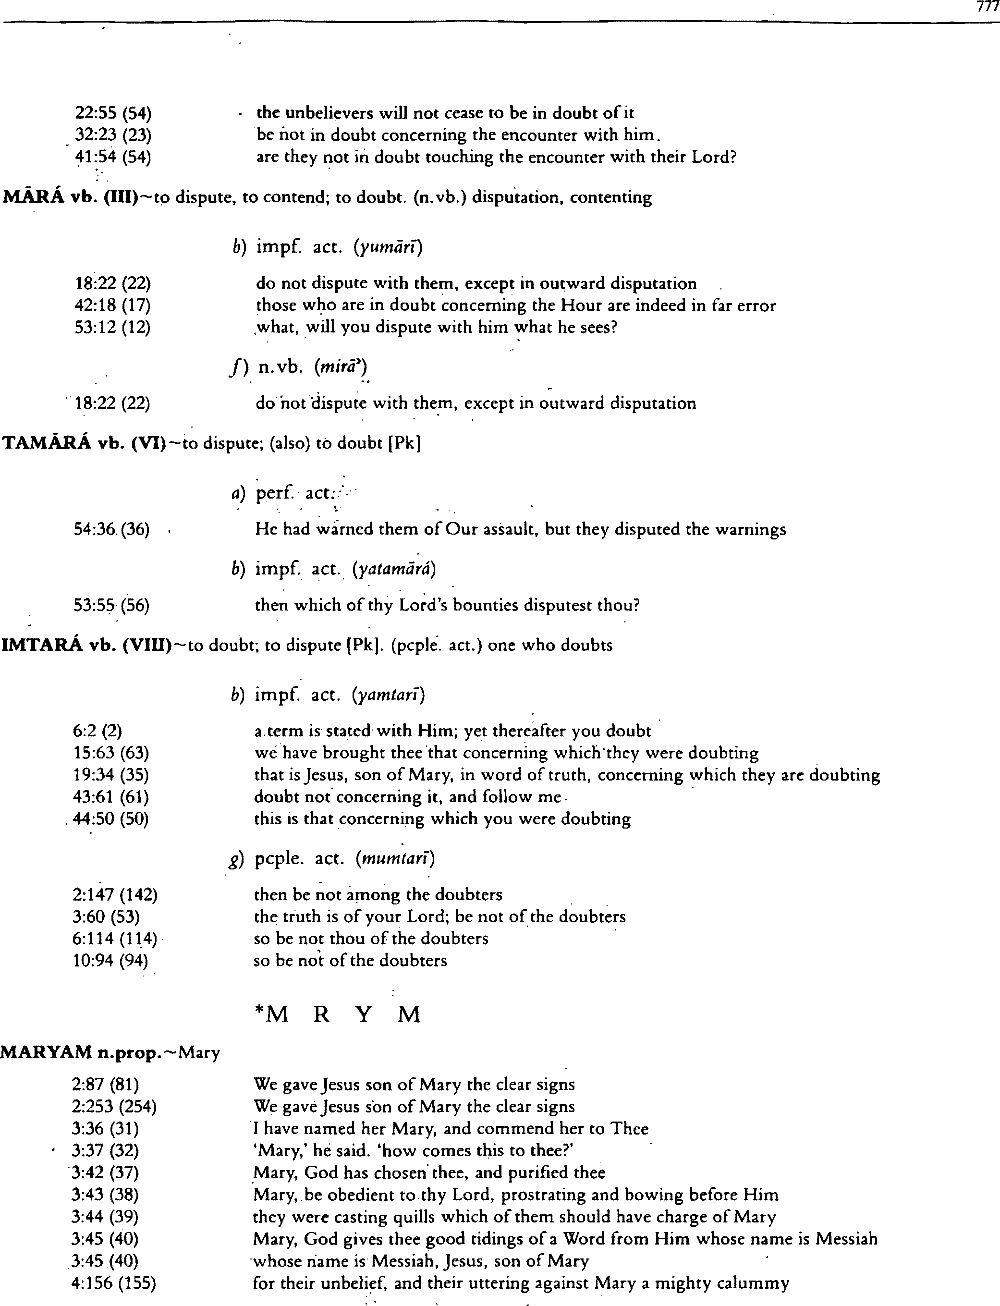 777
22:55 (54) the unbelievers will not cease to be in doubt of it
32:23 (23) be not in doubt concerning the encounter with him.
41:54 (54) are they not in doubt touching the encounter with their Lord?
MĀRÁ vb. (III)~to dispute, to contend; to doubt. (n.vb.) disputation, contenting
b) impf. act. (yumārī)
18:22 (22) do not dispute with them, except in outward disputation
42:18 (17) those who are in doubt concerning the Hour are indeed in far error
53:12 (12) what, will you dispute with him what he sees?
f) n.vb. (mirāʾ)
18:22 (22) do not dispute with them, except in outward disputation
TAMĀRÁ vb. (VI)~to dispute; (also) to doubt [Pk]
a) perf. act.
54:36 (36) He had warned them of Our assault, but they disputed the warnings
b) impf. act. (yatamārá)
53:55 (56) then which of thy Lord's bounties disputest thou?
IMTARÁ vb. (VIII)~to doubt; to dispute [Pk]. (pcple. act.) one who doubts
b) impf. act. (yamtarī)
6:2 (2) a term is stated with Him; yet thereafter you doubt
15:63 (63) we have brought thee that concerning which they were doubting
19:34 (35) that is Jesus, son of Mary, in word of truth, concerning which they are doubting
43:61 (61) doubt not concerning it, and follow me
44:50 (50) this is that concerning which you were doubting
g) pcple. act. (mumtarī)
2:147 (142) then be not among the doubters
3:60 (53) the truth is of your Lord; be not of the doubters
6:114 (114) so be not thou of the doubters
10:94 (94) so be not of the doubters
*M R Y M
MARYAM n.prop.~Mary
2:87 (81) We gave Jesus son of Mary the clear signs
2:253 (254) We gave Jesus son of Mary the clear signs
3:36 (31) I have named her Mary, and commend her to Thee
3:37 (32) 'Mary,' he said. 'how comes this to thee?'
3:42 (37) Mary, God has chosen thee, and purified thee
3:43 (38) Mary, be obedient to thy Lord, prostrating and bowing before Him
3:44 (39) they were casting quills which of them should have charge of Mary
3:45 (40) Mary, God gives thee good tidings of a Word from Him whose name is Messiah
3:45 (40) whose name is Messiah, Jesus, son of Mary
4:156 (155) for their unbelief, and their uttering against Mary a mighty calummy